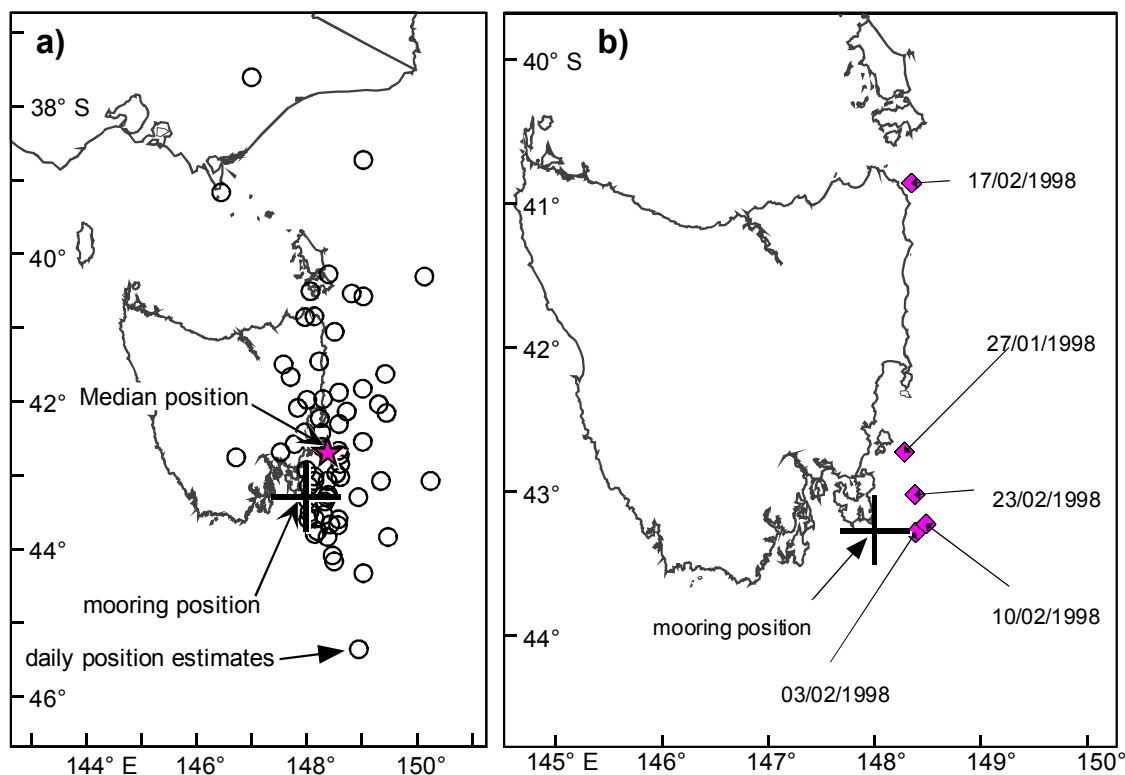 a)
38° S
40°
42°
44°
46°
Median position
mooring position
daily position estimates
144° E 146° 148° 150°
b)
40° S
41°
42°
43°
44°
17/02/1998
27/01/1998
23/02/1998
10/02/1998
mooring position
03/02/1998
145° E 146° 147° 148° 149° 150°